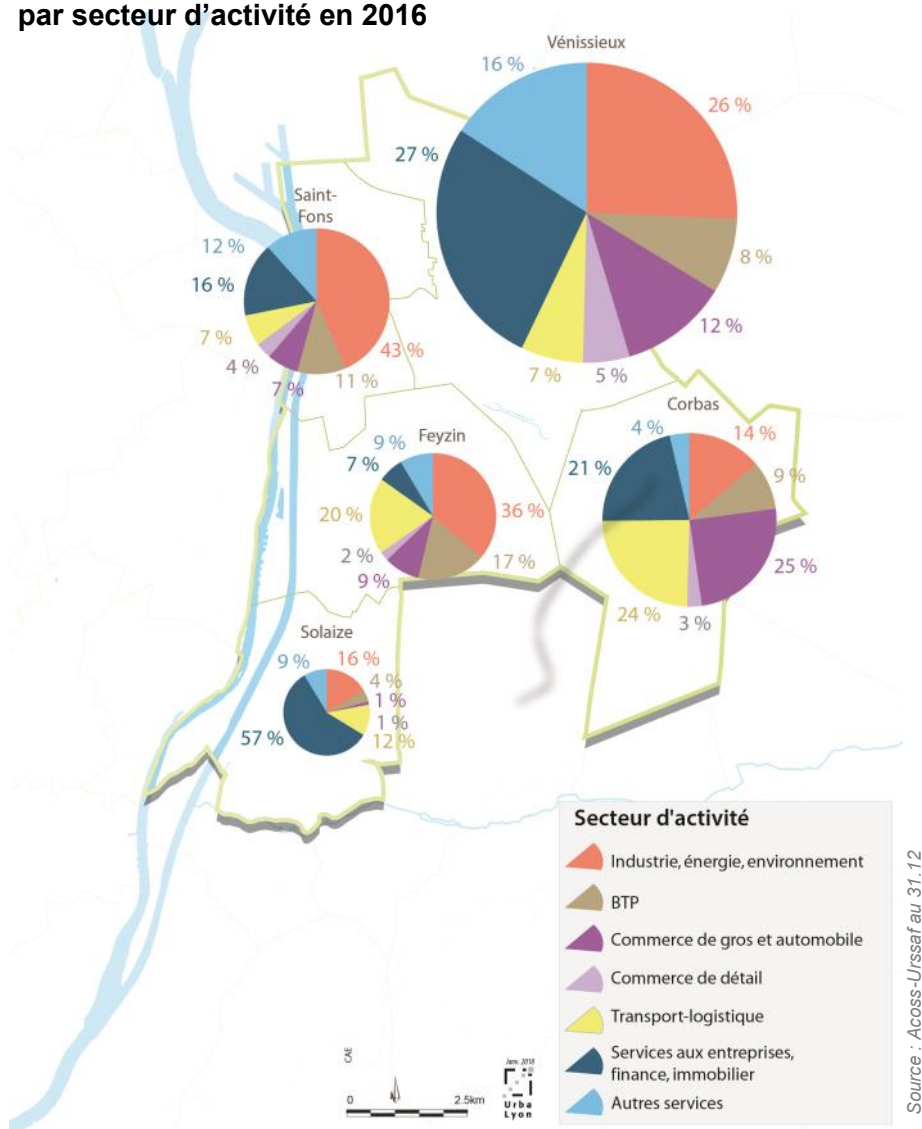 par secteur d’activité en 2016
Vénissieux
16 %
26 %
27 %
8 %
12 %
7 %
5 %
Saint-
Fons
12 %
16 %
7 %
4 %
7 %
11 %
43 %
Feyzin
9 %
7 %
36 %
20 %
2 %
9 %
17 %
Corbas
4 %
14 %
21 %
9 %
25 %
24 %
3 %
Solaize
9 %
16 %
4 %
1 %
1 %
12 %
57 %
Secteur d'activité
Industrie, énergie, environnement
BTP
Commerce de gros et automobile
Commerce de détail
Transport-logistique
Services aux entreprises,
finance, immobilier
Autres services
CAE
0
2.5km
Janv. 2018
Urba
Lyon
Source : Acoss-Urssaf au 31.12